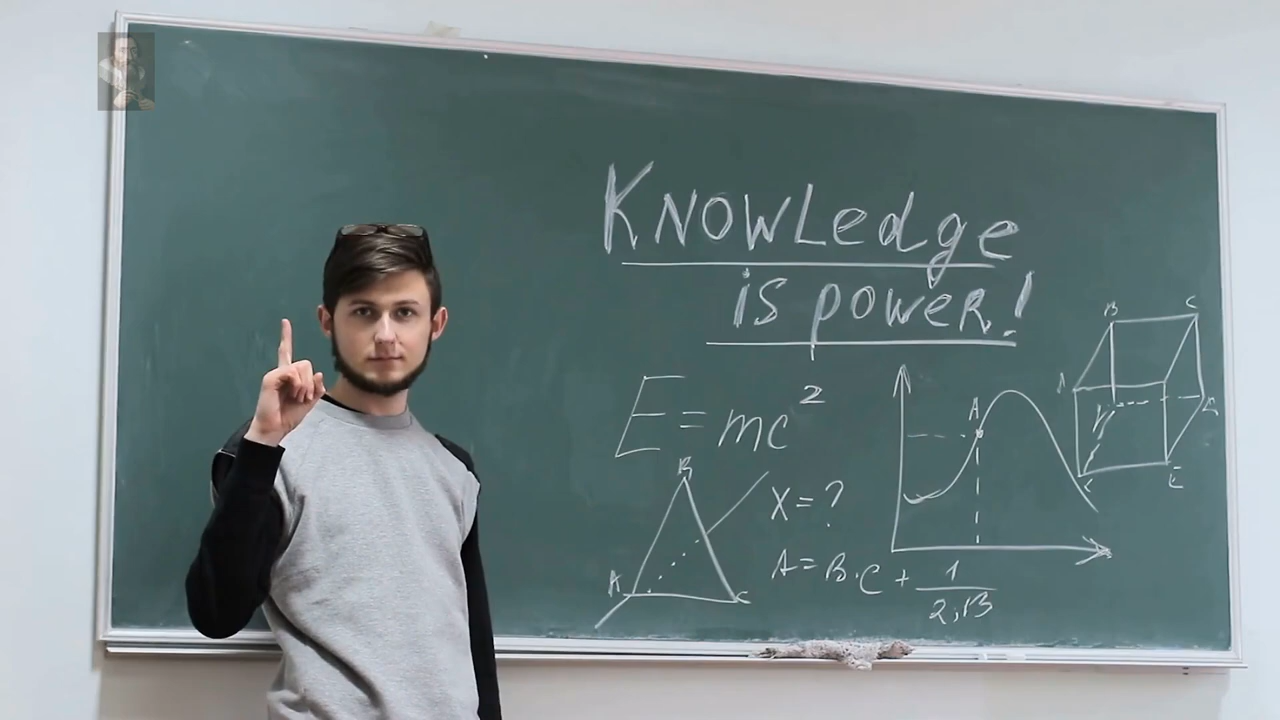 Knowledge
is power!
E=mc²
B
X=?
A
C
A=B.C+1/2,13
A
B
C
E